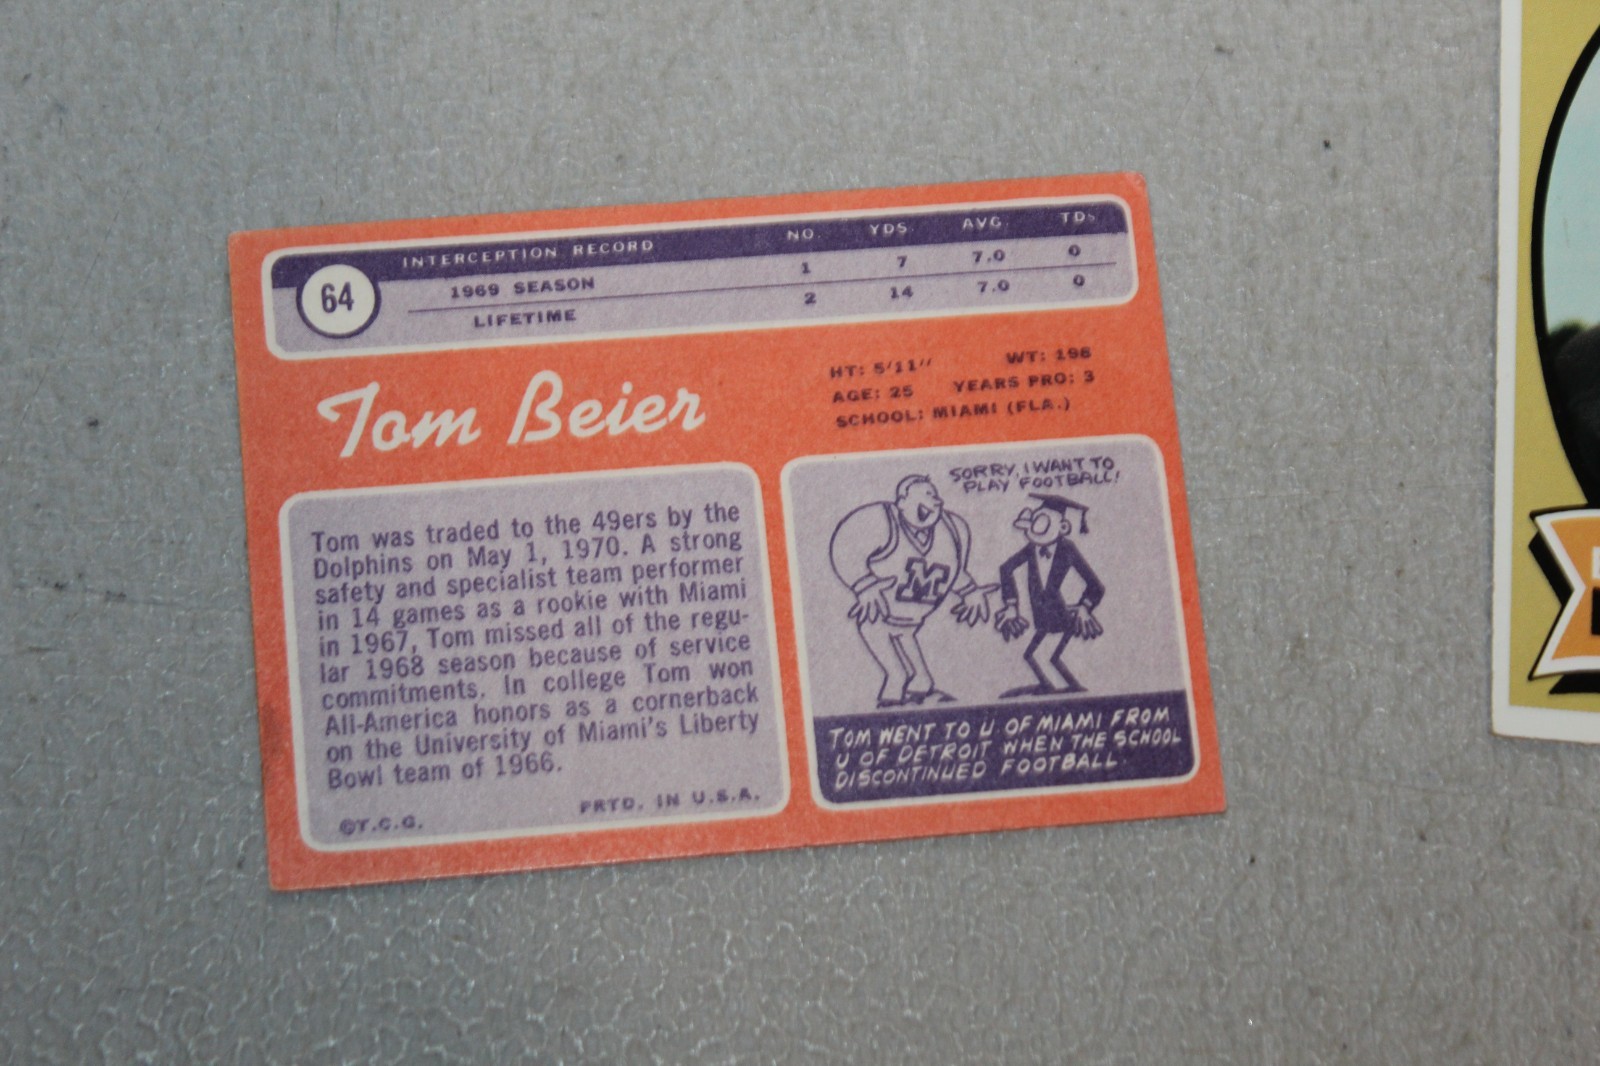 INTERCEPTION RECORD NO. YDS. AVG. TDs
64
1969 SEASON 1 7 7.0 0
LIFETIME 2 14 7.0 0
Tom Beier
HT: 5'11" WT: 196
AGE: 25 YEARS PRO: 3
SCHOOL: MIAMI (FLA.)
Tom was traded to the 49ers by the
Dolphins on May 1, 1970. A strong
safety and specialist team performer
in 14 games as a rookie with Miami
in 1967, Tom missed all of the regu-
lar 1968 season because of service
commitments. In college Tom won
All-America honors as a cornerback
on the University of Miami's Liberty
Bowl team of 1966.
©T.C.G. PRTD. IN U.S.A.
SORRY, I WANT TO
PLAY FOOTBALL!
M
TOM WENT TO U. OF MIAMI FROM
U OF DETROIT WHEN THE SCHOOL
DISCONTINUED FOOTBALL.